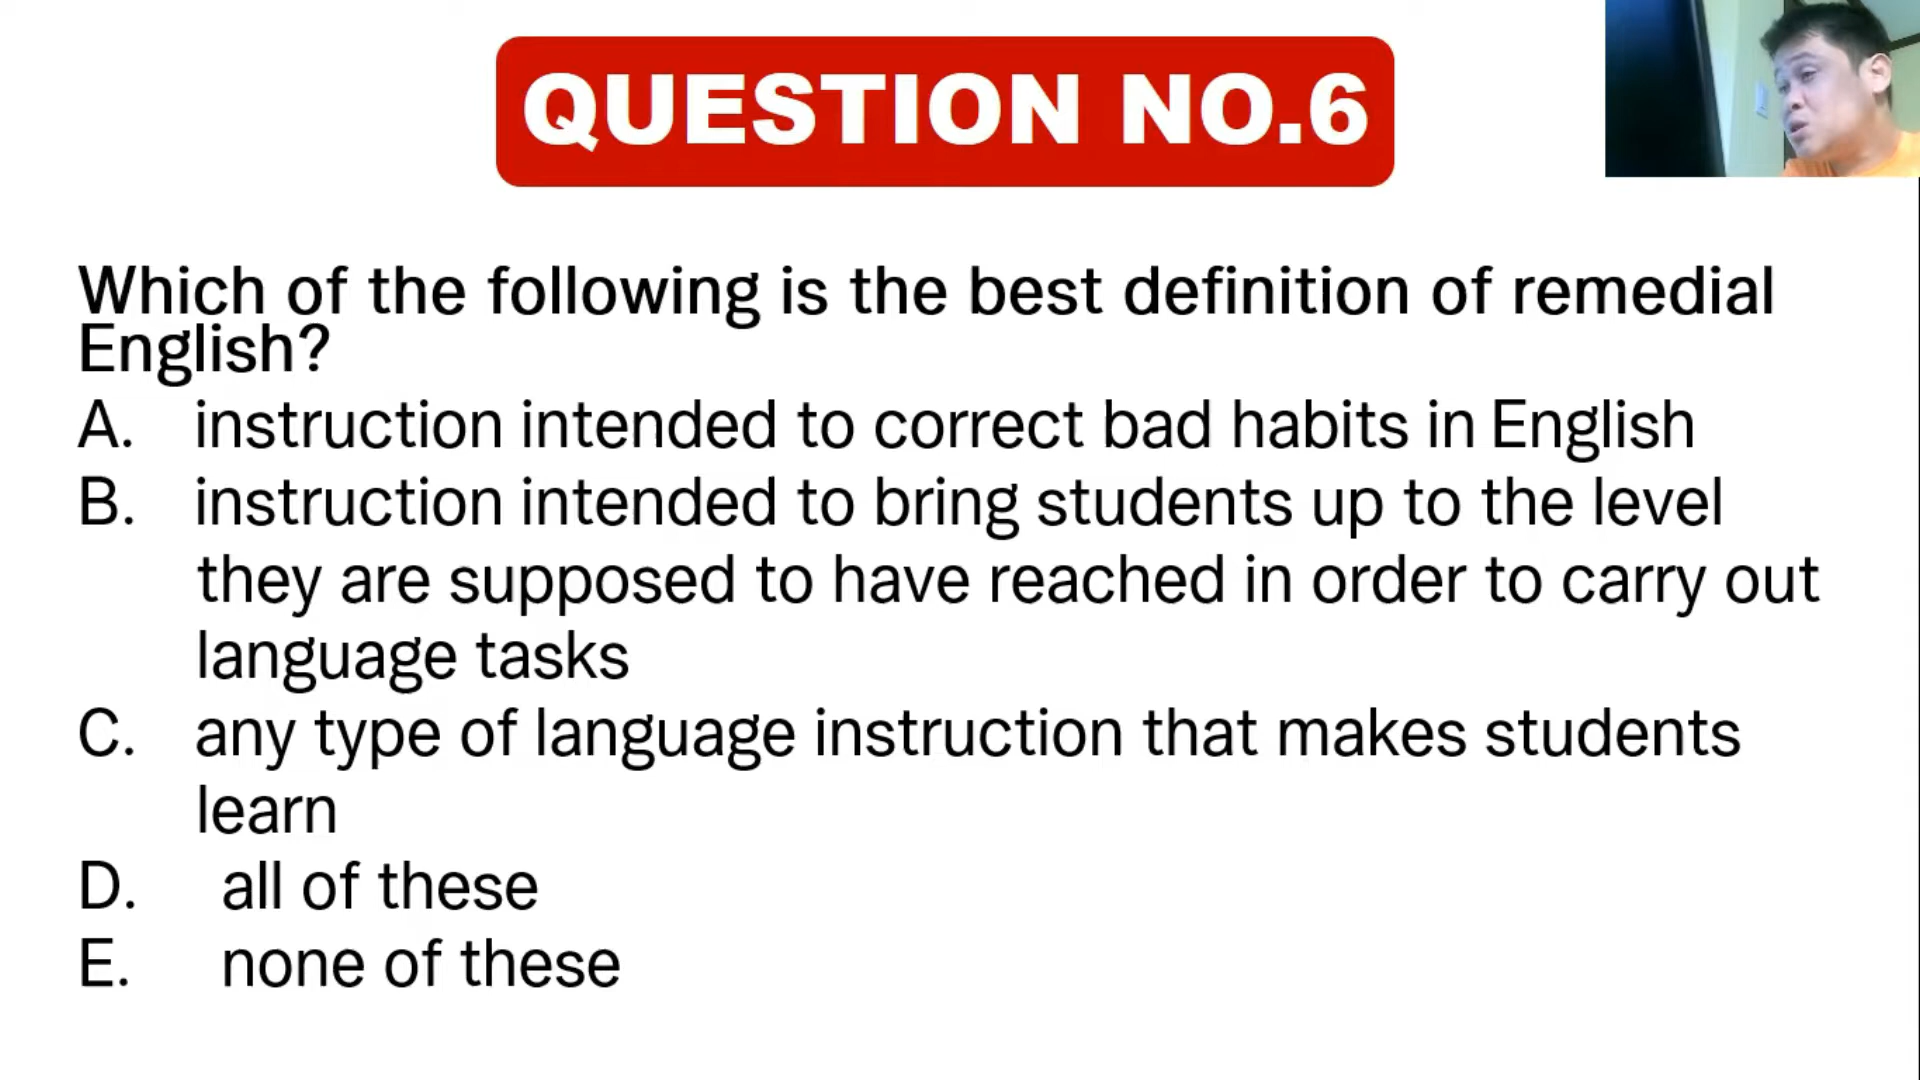 QUESTION NO.6
Which of the following is the best definition of remedial
English?
A. instruction intended to correct bad habits in English
B. instruction intended to bring students up to the level
they are supposed to have reached in order to carry out
language tasks
C. any type of language instruction that makes students
learn
D. all of these
E. none of these